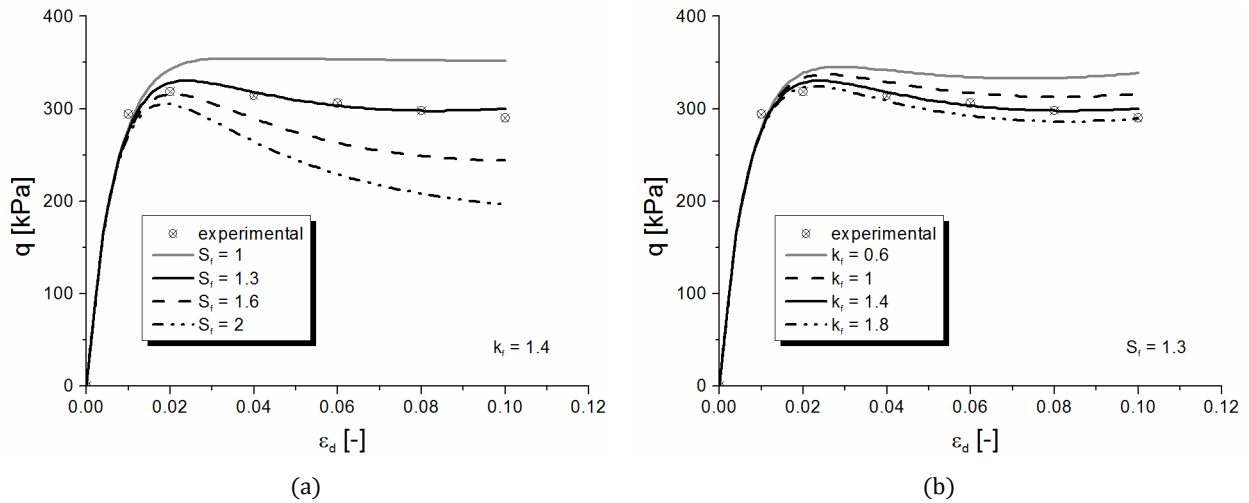 400
300
200
100
0
q [kPa]
experimental
S_f = 1
S_f = 1.3
S_f = 1.6
S_f = 2
k_f = 1.4
0.00 0.02 0.04 0.06 0.08 0.10 0.12
ε_d [-]
(a)
400
300
200
100
0
q [kPa]
experimental
k_f = 0.6
k_f = 1
k_f = 1.4
k_f = 1.8
S_f = 1.3
0.00 0.02 0.04 0.06 0.08 0.10 0.12
ε_d [-]
(b)